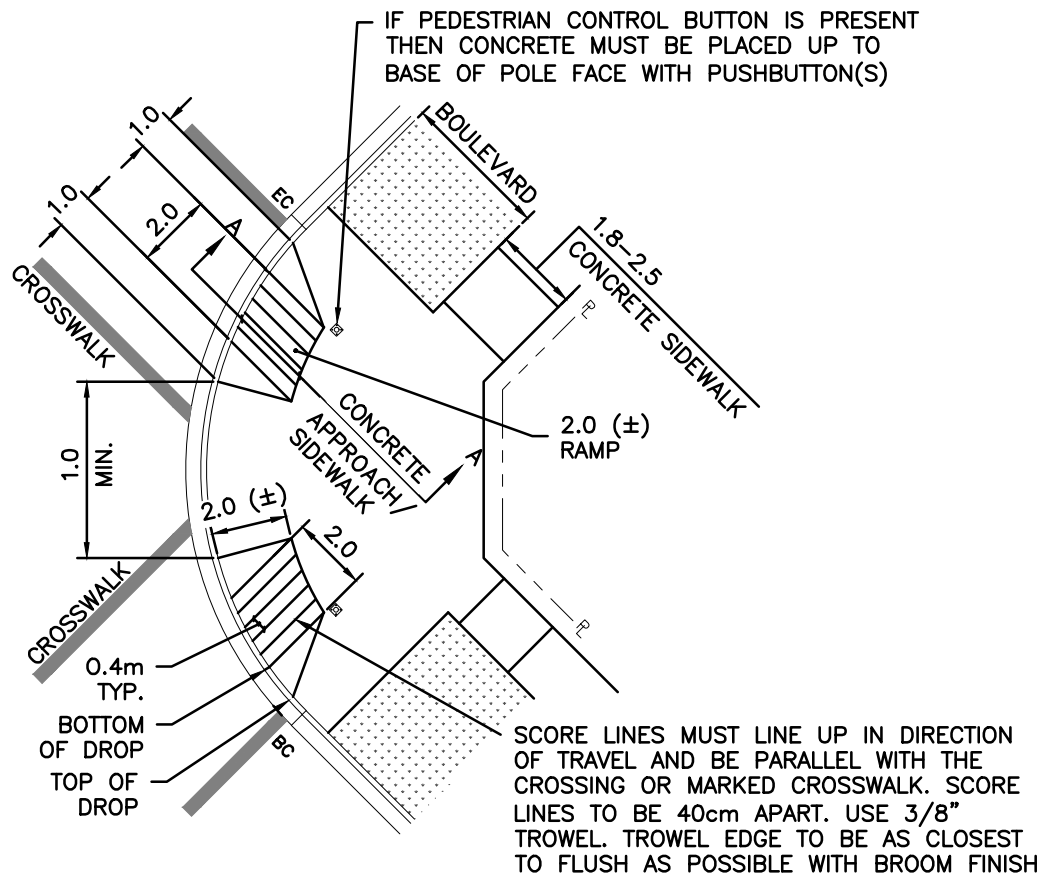 IF PEDESTRIAN CONTROL BUTTON IS PRESENT
THEN CONCRETE MUST BE PLACED UP TO
BASE OF POLE FACE WITH PUSHBUTTON(S)
1.0
BOULEVARD
EC
1.0
2.0
A
1.8-2.5
CONCRETE SIDEWALK
CROSSWALK
PL
CONCRETE
APPROACH/
SIDEWALK
A
2.0 (±)
RAMP
1.0
MIN.
2.0 (±)
2.0
CROSSWALK
PL
0.4m
TYP.
BOTTOM
OF DROP
TOP OF
DROP
BC
SCORE LINES MUST LINE UP IN DIRECTION
OF TRAVEL AND BE PARALLEL WITH THE
CROSSING OR MARKED CROSSWALK. SCORE
LINES TO BE 40cm APART. USE 3/8"
TROWEL. TROWEL EDGE TO BE AS CLOSEST
TO FLUSH AS POSSIBLE WITH BROOM FINISH